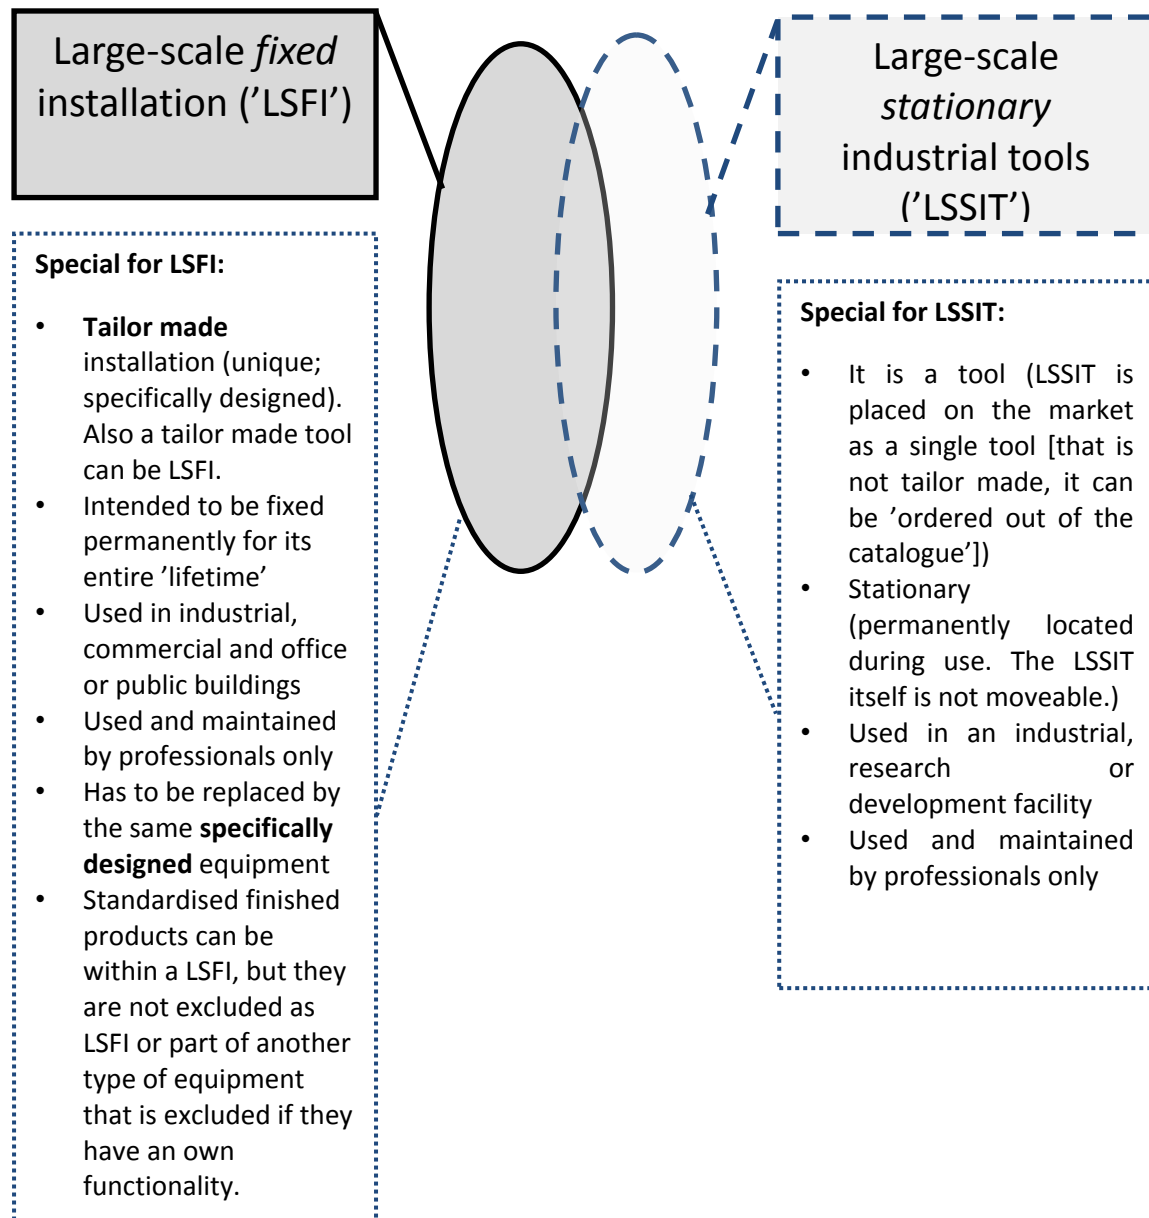 Large-scale fixed
installation (’LSFI’)
Large-scale
stationary
industrial tools
(’LSSIT’)
Special for LSFI:
• Tailor made
installation (unique;
specifically designed).
Also a tailor made tool
can be LSFI.
• Intended to be fixed
permanently for its
entire ’lifetime’
• Used in industrial,
commercial and office
or public buildings
• Used and maintained
by professionals only
• Has to be replaced by
the same specifically
designed equipment
• Standardised finished
products can be
within a LSFI, but they
are not excluded as
LSFI or part of another
type of equipment
that is excluded if they
have an own
functionality.
Special for LSSIT:
• It is a tool (LSSIT is
placed on the market
as a single tool [that is
not tailor made, it can
be ’ordered out of the
catalogue’])
• Stationary
(permanently located
during use. The LSSIT
itself is not moveable.)
• Used in an industrial,
research or
development facility
• Used and maintained
by professionals only